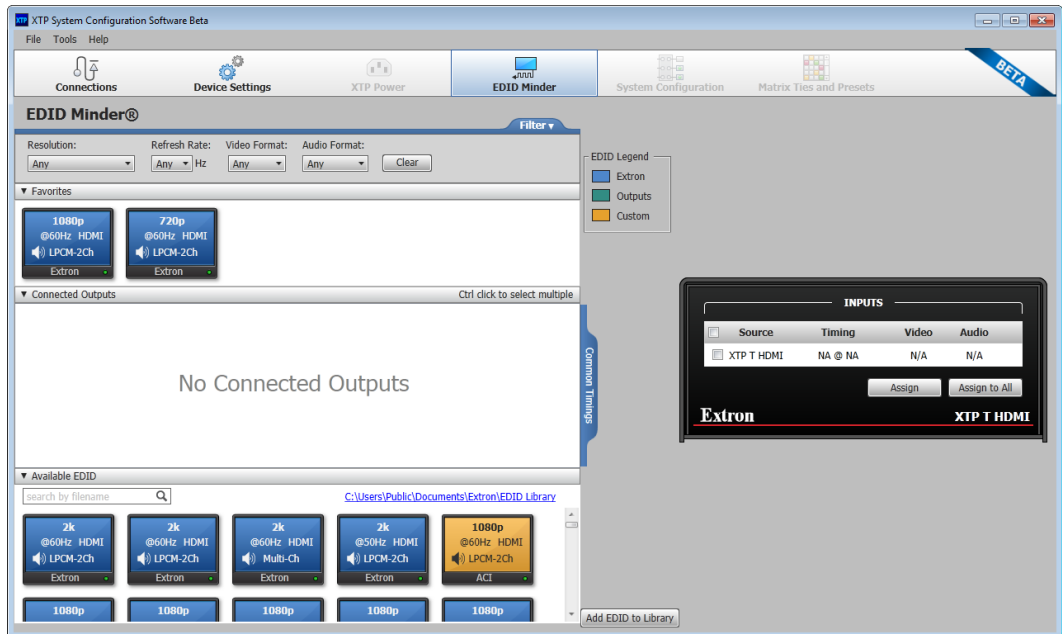 XTP XTP System Configuration Software Beta
File Tools Help
Connections Device Settings XTP Power EDID Minder System Configuration Matrix Ties and Presets BETA
EDID Minder®
Filter
Resolution: Refresh Rate: Video Format: Audio Format:
Any Any Hz Any Any Clear
Favorites
1080p 720p
@60Hz HDMI @60Hz HDMI
LPCM-2Ch LPCM-2Ch
Extron Extron
Connected Outputs Ctrl click to select multiple
No Connected Outputs
Common Timings
Available EDID
search by filename C:\Users\Public\Documents\Extron\EDID Library
2k 2k 2k 2k 1080p
@60Hz HDMI @60Hz HDMI @60Hz HDMI @50Hz HDMI @60Hz HDMI
LPCM-2Ch LPCM-2Ch Multi-Ch LPCM-2Ch LPCM-2Ch
Extron Extron Extron Extron ACI
1080p 1080p 1080p 1080p 1080p
Add EDID to Library
EDID Legend
Extron
Outputs
Custom
INPUTS
Source Timing Video Audio
XTP T HDMI NA @ NA N/A N/A
Assign Assign to All
Extron XTP T HDMI